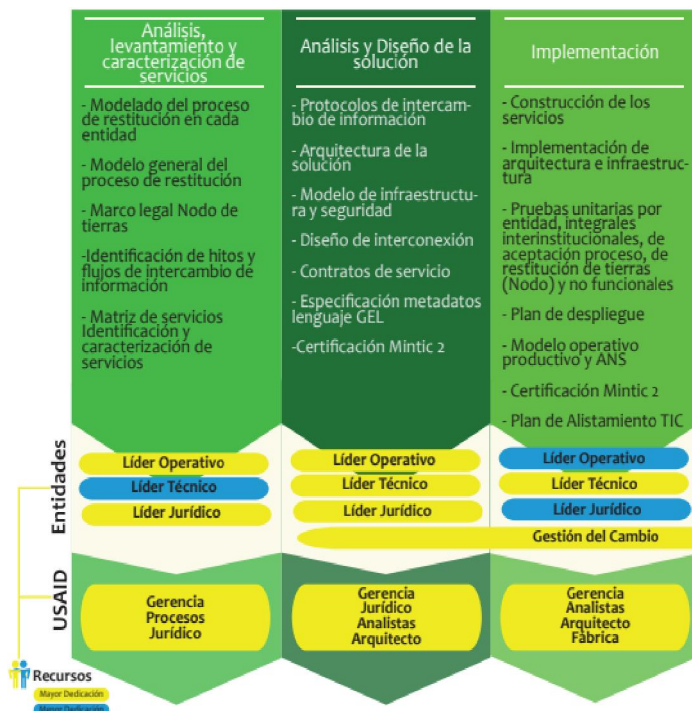 Análisis,
levantamiento y
caracterización de
servicios
- Modelado del proceso
de restitución en cada
entidad
- Modelo general del
proceso de restitución
- Marco legal Nodo de
tierras
-Identificación de hitos y
flujos de intercambio de
información
- Matriz de servicios
Identificación y
caracterización de
servicios
Análisis y Diseño de la
solución
- Protocolos de intercam-
bio de información
- Arquitectura de la
solución
- Modelo de infraestructu-
ra y seguridad
- Diseño de interconexión
- Contratos de servicio
- Especificación metadatos
lenguaje GEL
-Certificación Mintic 2
Implementación
- Construcción de los
servicios
- Implementación de
arquitectura e infraestruc-
tura
- Pruebas unitarias por
entidad, integrales
interinstitucionales, de
aceptación proceso, de
restitución de tierras
(Nodo) y no funcionales
- Plan de despliegue
- Modelo operativo
productivo y ANS
- Certificación Mintic 2
- Plan de Alistamiento TIC
Entidades
Líder Operativo
Líder Técnico
Líder Jurídico
Líder Operativo
Líder Técnico
Líder Jurídico
Líder Operativo
Líder Técnico
Líder Jurídico
Gestión del Cambio
USAID
Gerencia
Procesos
Jurídico
Gerencia
Jurídico
Analistas
Arquitecto
Gerencia
Analistas
Arquitecto
Fábrica
Recursos
Mayor Dedicación
Menor Dedicación